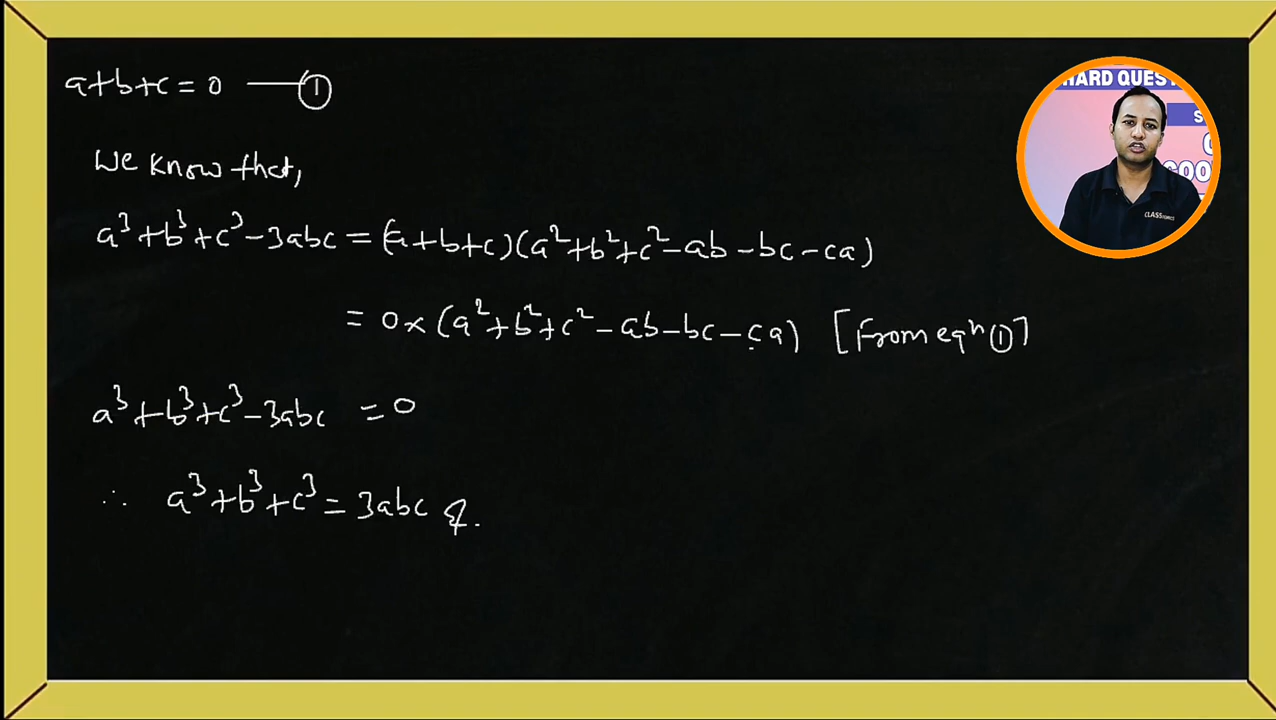 a+b+c = 0 —— ①
We know that,
a³+b³+c³-3abc = (a+b+c)(a²+b²+c²-ab-bc-ca)
= 0×(a²+b²+c²-ab-bc-ca) [From eqⁿ ①]
a³+b³+c³-3abc = 0
∴ a³+b³+c³ = 3abc
HARD QUEST
CLASS